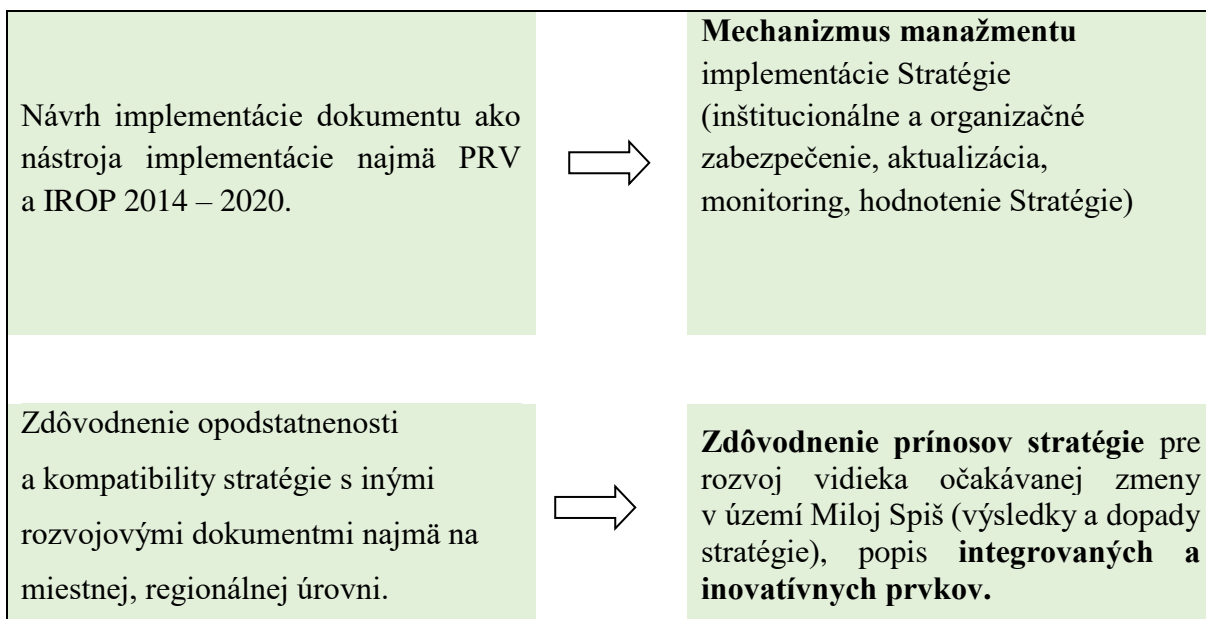 Návrh implementácie dokumentu ako
nástroja implementácie najmä PRV
a IROP 2014 – 2020.
Mechanizmus manažmentu
implementácie Stratégie
(inštitucionálne a organizačné
zabezpečenie, aktualizácia,
monitoring, hodnotenie Stratégie)
Zdôvodnenie opodstatnenosti
a kompatibility stratégie s inými
rozvojovými dokumentmi najmä na
miestnej, regionálnej úrovni.
Zdôvodnenie prínosov stratégie pre
rozvoj vidieka očakávanej zmeny
v území Miloj Spiš (výsledky a dopady
stratégie), popis integrovaných a
inovatívnych prvkov.